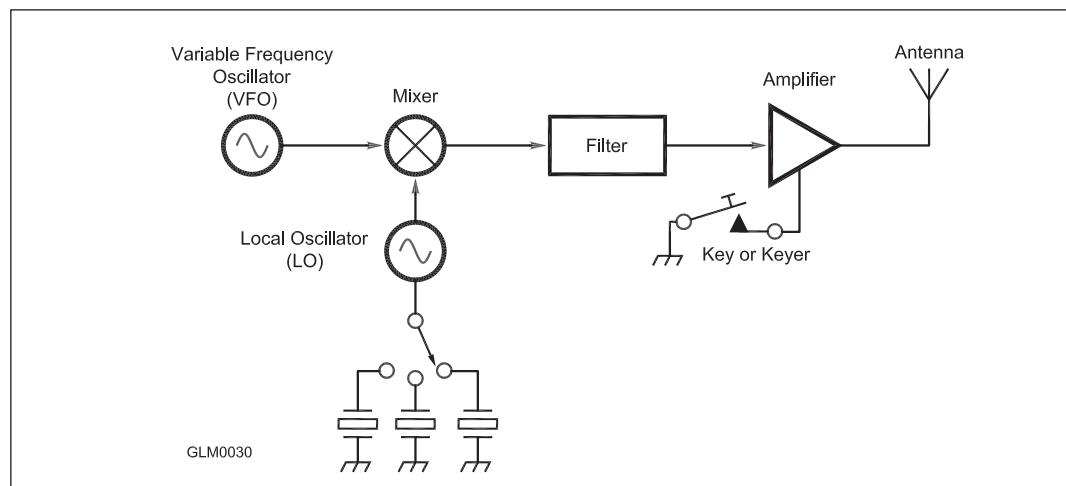 Variable Frequency
Oscillator
(VFO)
Mixer
Filter
Amplifier
Antenna
Local Oscillator
(LO)
Key or Keyer
GLM0030